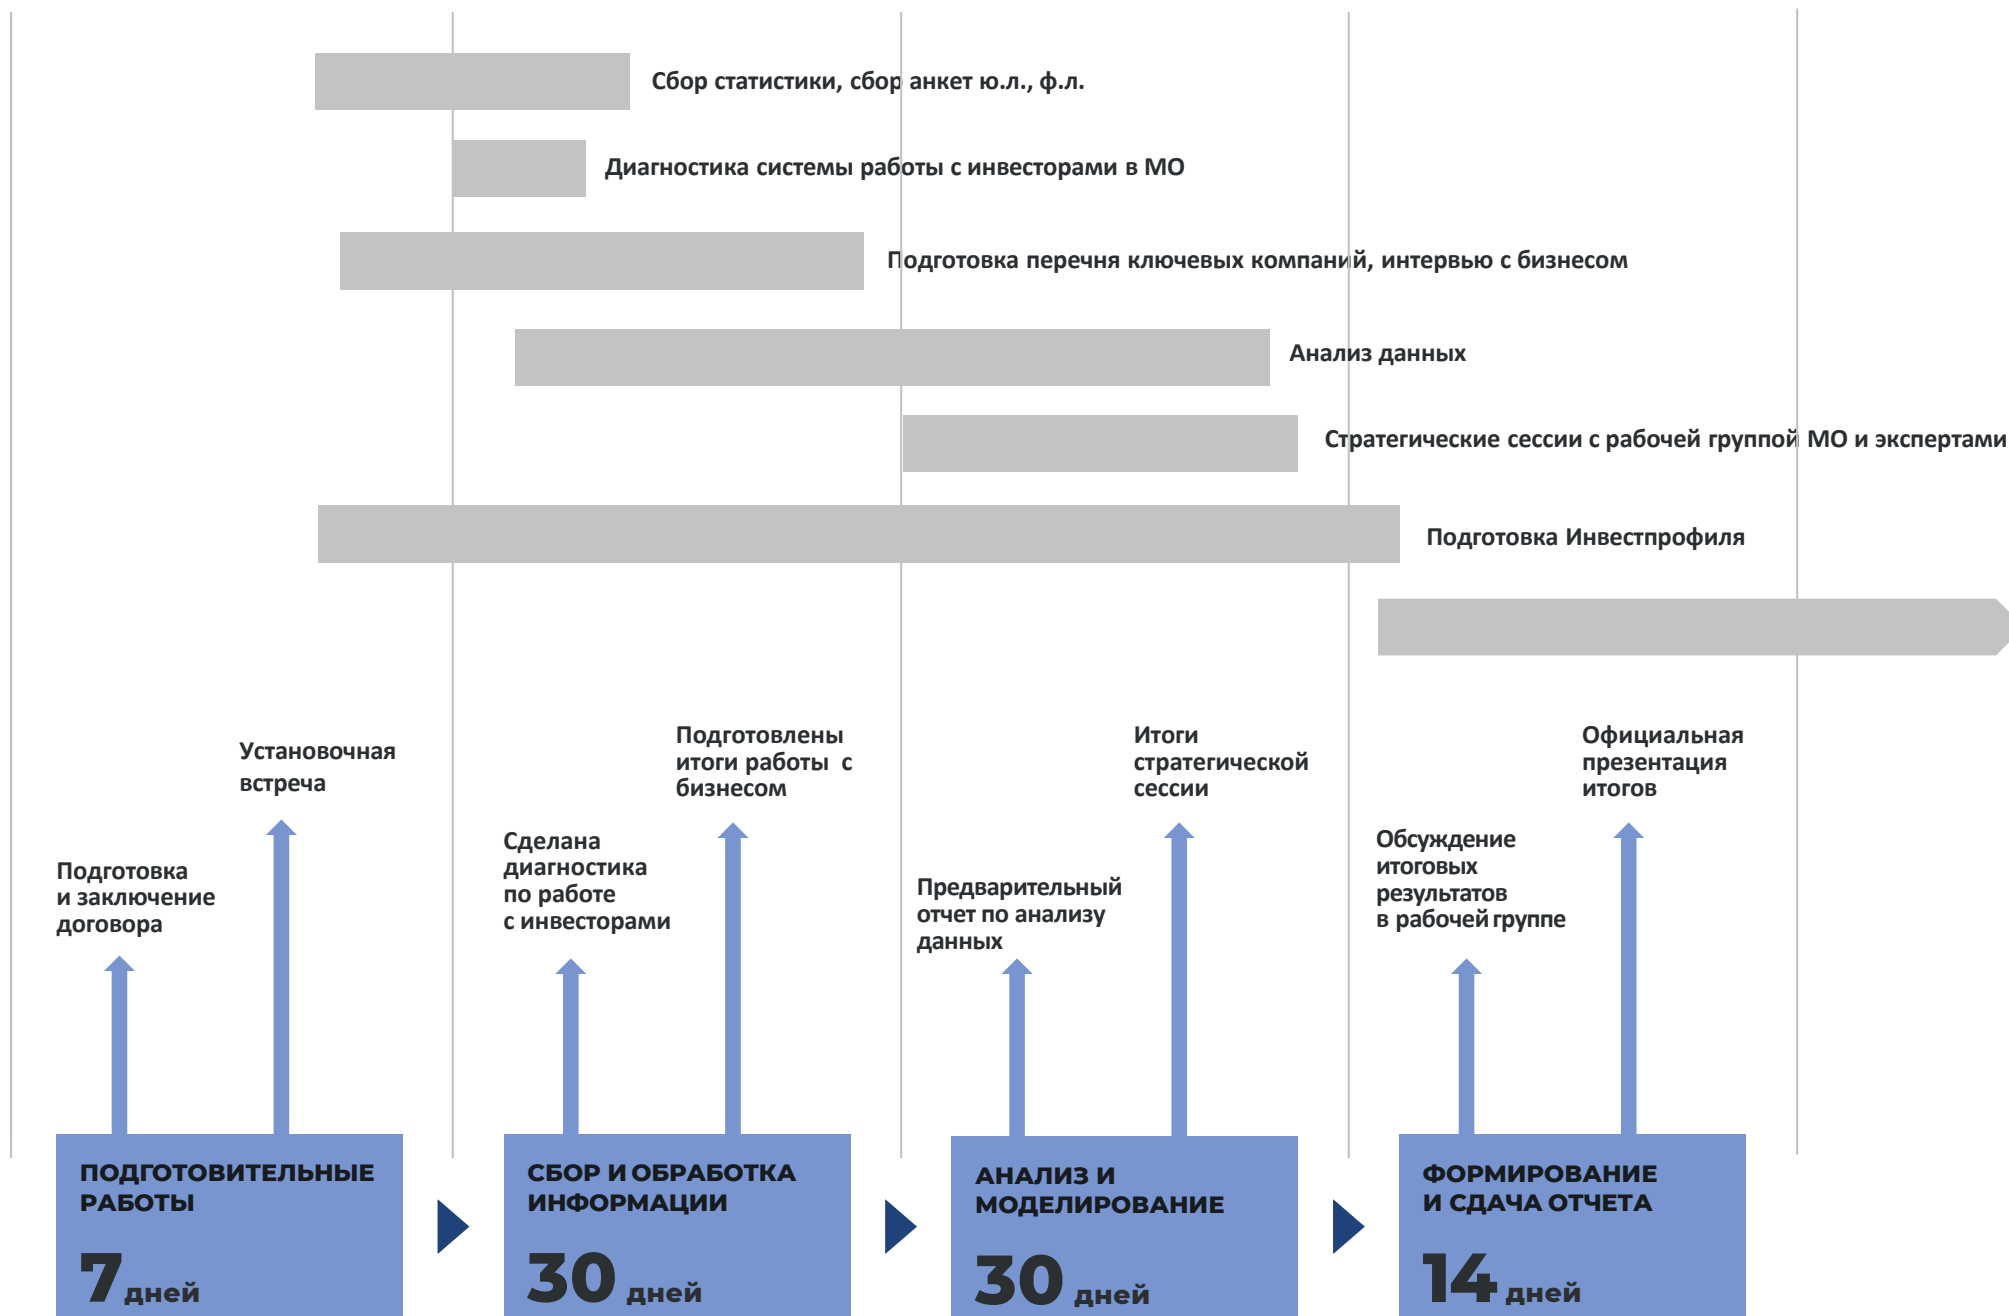 Сбор статистики, сбор анкет ю.л., ф.л.
Диагностика системы работы с инвесторами в МО
Подготовка перечня ключевых компаний, интервью с бизнесом
Анализ данных
Стратегические сессии с рабочей группой МО и экспертами
Подготовка Инвестпрофиля
Подготовка
и заключение
договора
Установочная
встреча
Сделана
диагностика
по работе
с инвесторами
Подготовлены
итоги работы с
бизнесом
Предварительный
отчет по анализу
данных
Итоги
стратегической
сессии
Обсуждение
итоговых
результатов
в рабочей группе
Официальная
презентация
итогов
ПОДГОТОВИТЕЛЬНЫЕ
РАБОТЫ
7 дней
СБОР И ОБРАБОТКА
ИНФОРМАЦИИ
30 дней
АНАЛИЗ И
МОДЕЛИРОВАНИЕ
30 дней
ФОРМИРОВАНИЕ
И СДАЧА ОТЧЕТА
14 дней